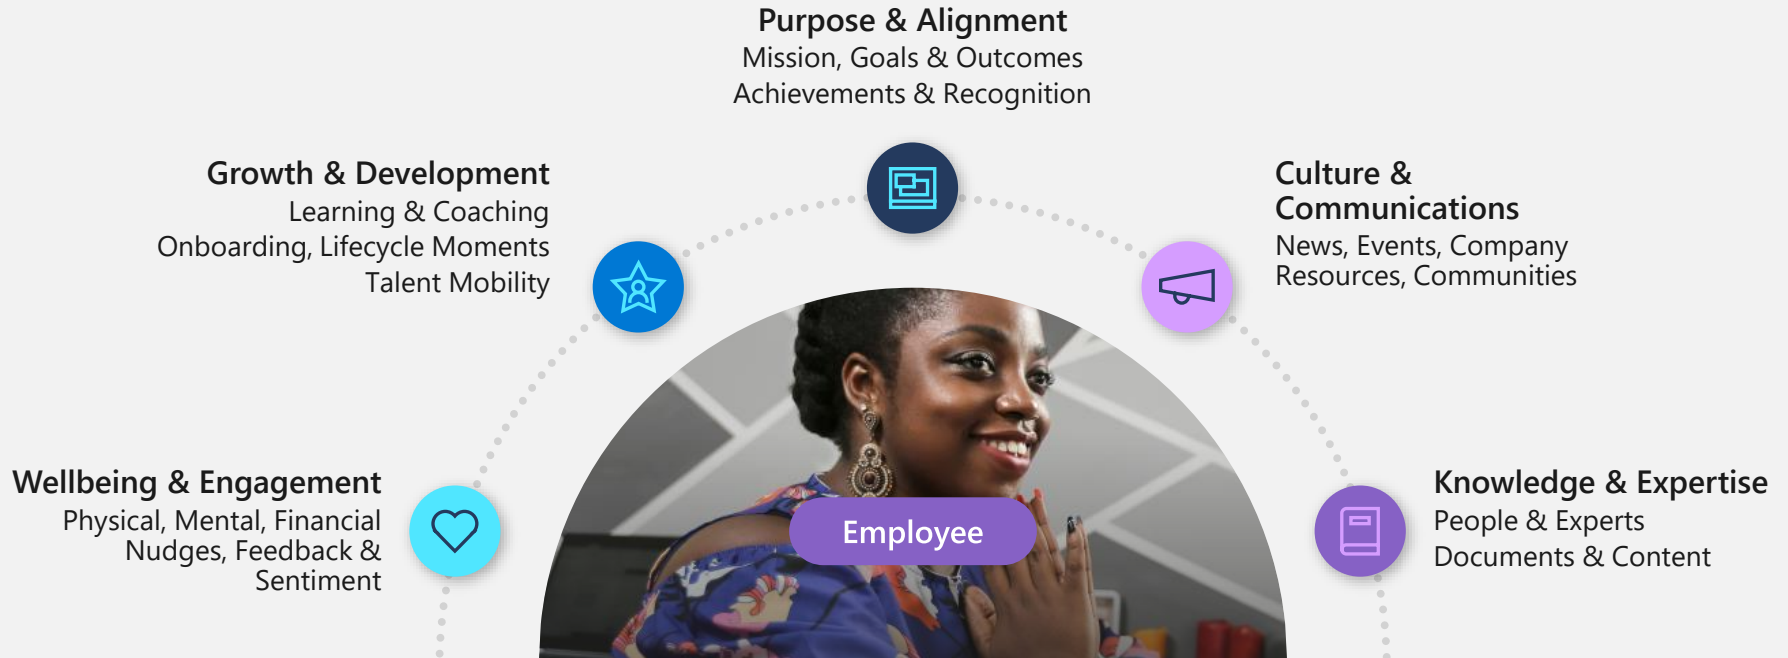 Purpose & Alignment
Mission, Goals & Outcomes
Achievements & Recognition
Growth & Development
Learning & Coaching
Onboarding, Lifecycle Moments
Talent Mobility
Culture &
Communications
News, Events, Company
Resources, Communities
Wellbeing & Engagement
Physical, Mental, Financial
Nudges, Feedback &
Sentiment
Employee
Knowledge & Expertise
People & Experts
Documents & Content